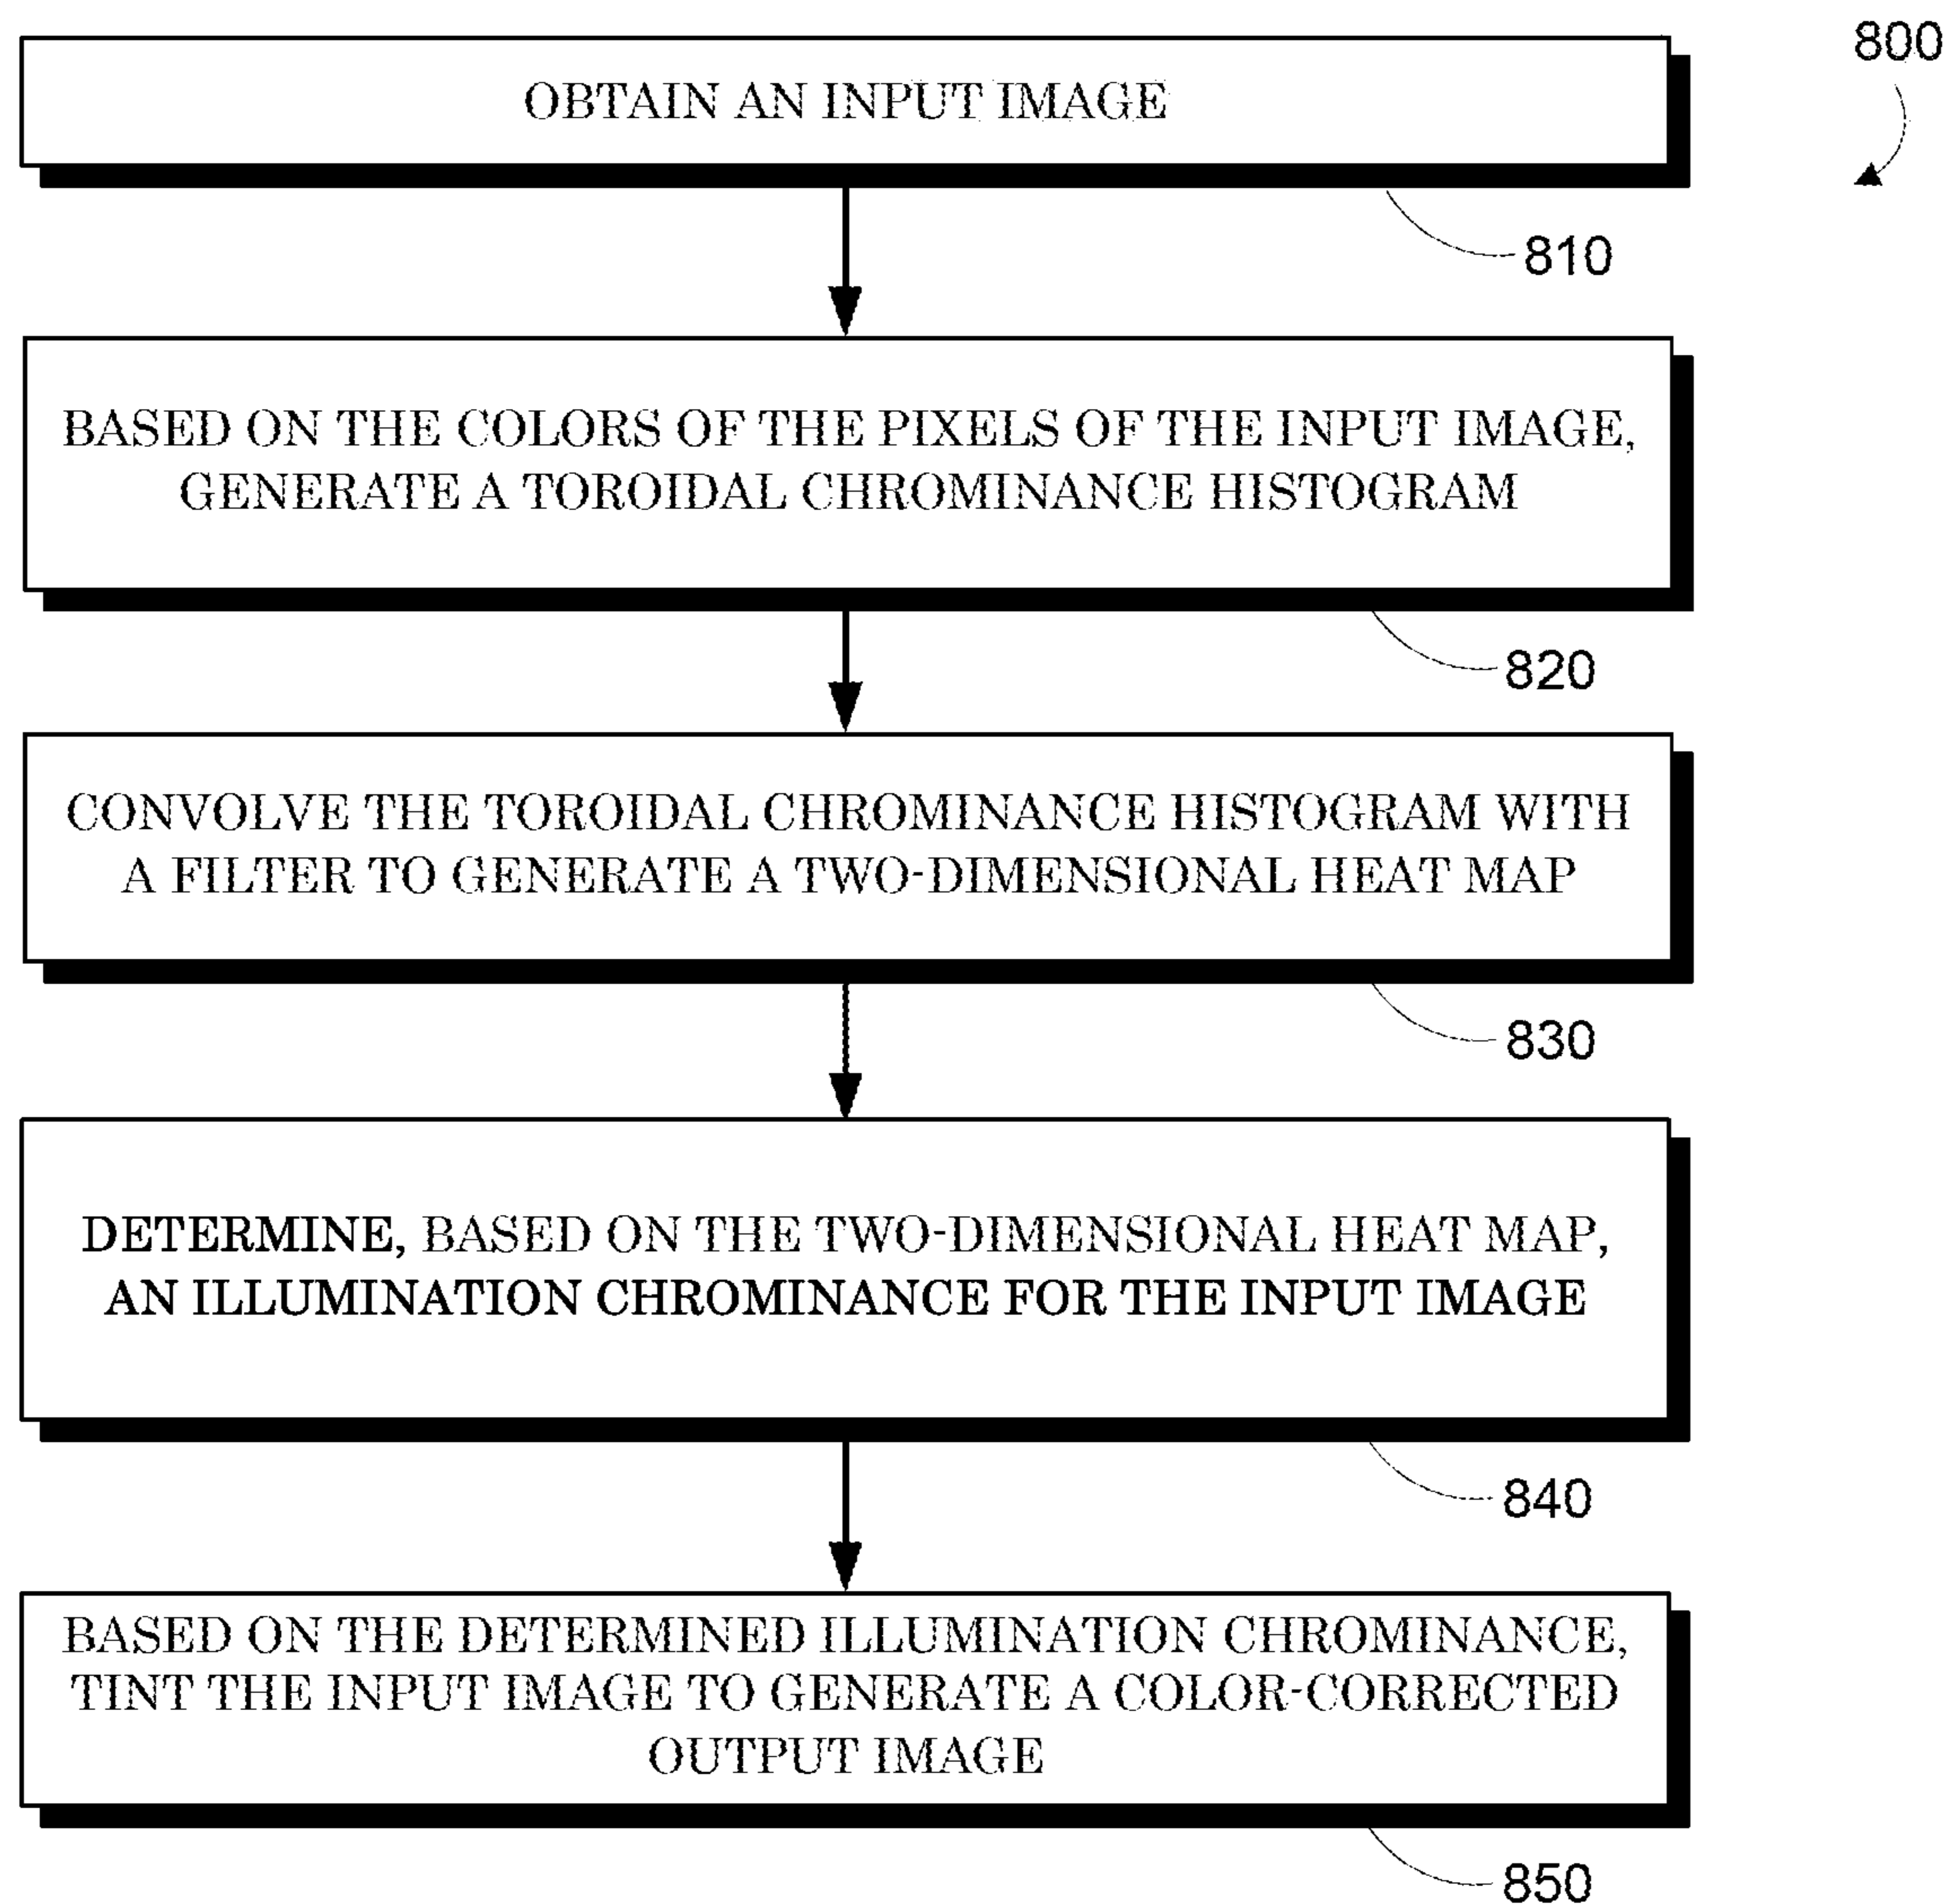 800
OBTAIN AN INPUT IMAGE
810
BASED ON THE COLORS OF THE PIXELS OF THE INPUT IMAGE,
GENERATE A TOROIDAL CHROMINANCE HISTOGRAM
820
CONVOLVE THE TOROIDAL CHROMINANCE HISTOGRAM WITH
A FILTER TO GENERATE A TWO-DIMENSIONAL HEAT MAP
830
DETERMINE, BASED ON THE TWO-DIMENSIONAL HEAT MAP,
AN ILLUMINATION CHROMINANCE FOR THE INPUT IMAGE
840
BASED ON THE DETERMINED ILLUMINATION CHROMINANCE,
TINT THE INPUT IMAGE TO GENERATE A COLOR-CORRECTED
OUTPUT IMAGE
850